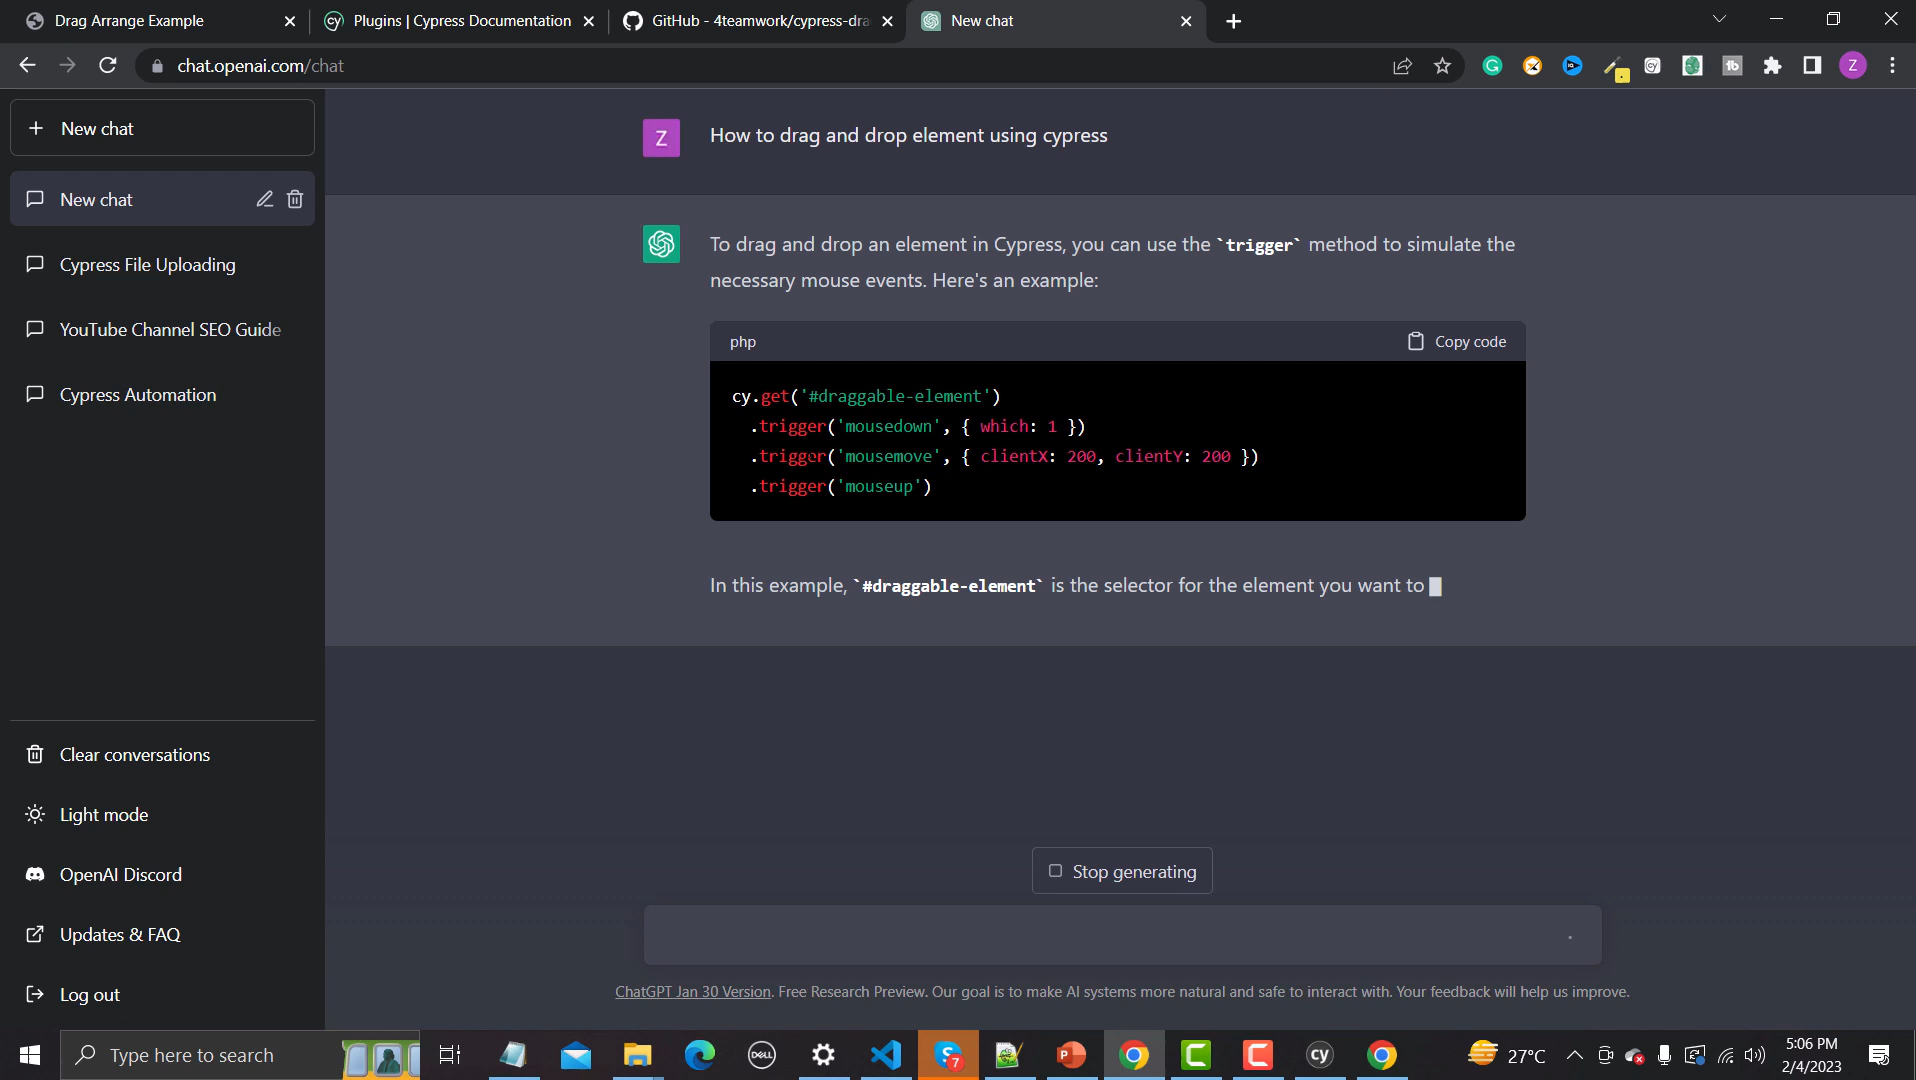 Drag Arrange Example
Plugins | Cypress Documentation
GitHub - 4teamwork/cypress-dra
New chat
chat.openai.com/chat
Z
New chat
New chat
Cypress File Uploading
YouTube Channel SEO Guide
Cypress Automation
Clear conversations
Light mode
OpenAI Discord
Updates & FAQ
Log out
Z
How to drag and drop element using cypress
To drag and drop an element in Cypress, you can use the `trigger` method to simulate the
necessary mouse events. Here's an example:
php
Copy code
cy.get('#draggable-element')
.trigger('mousedown', { which: 1 })
.trigger('mousemove', { clientX: 200, clientY: 200 })
.trigger('mouseup')
In this example, `#draggable-element` is the selector for the element you want to
Stop generating
ChatGPT Jan 30 Version. Free Research Preview. Our goal is to make AI systems more natural and safe to interact with. Your feedback will help us improve.
Type here to search
DELL
7
cy
27°C
5:06 PM
2/4/2023